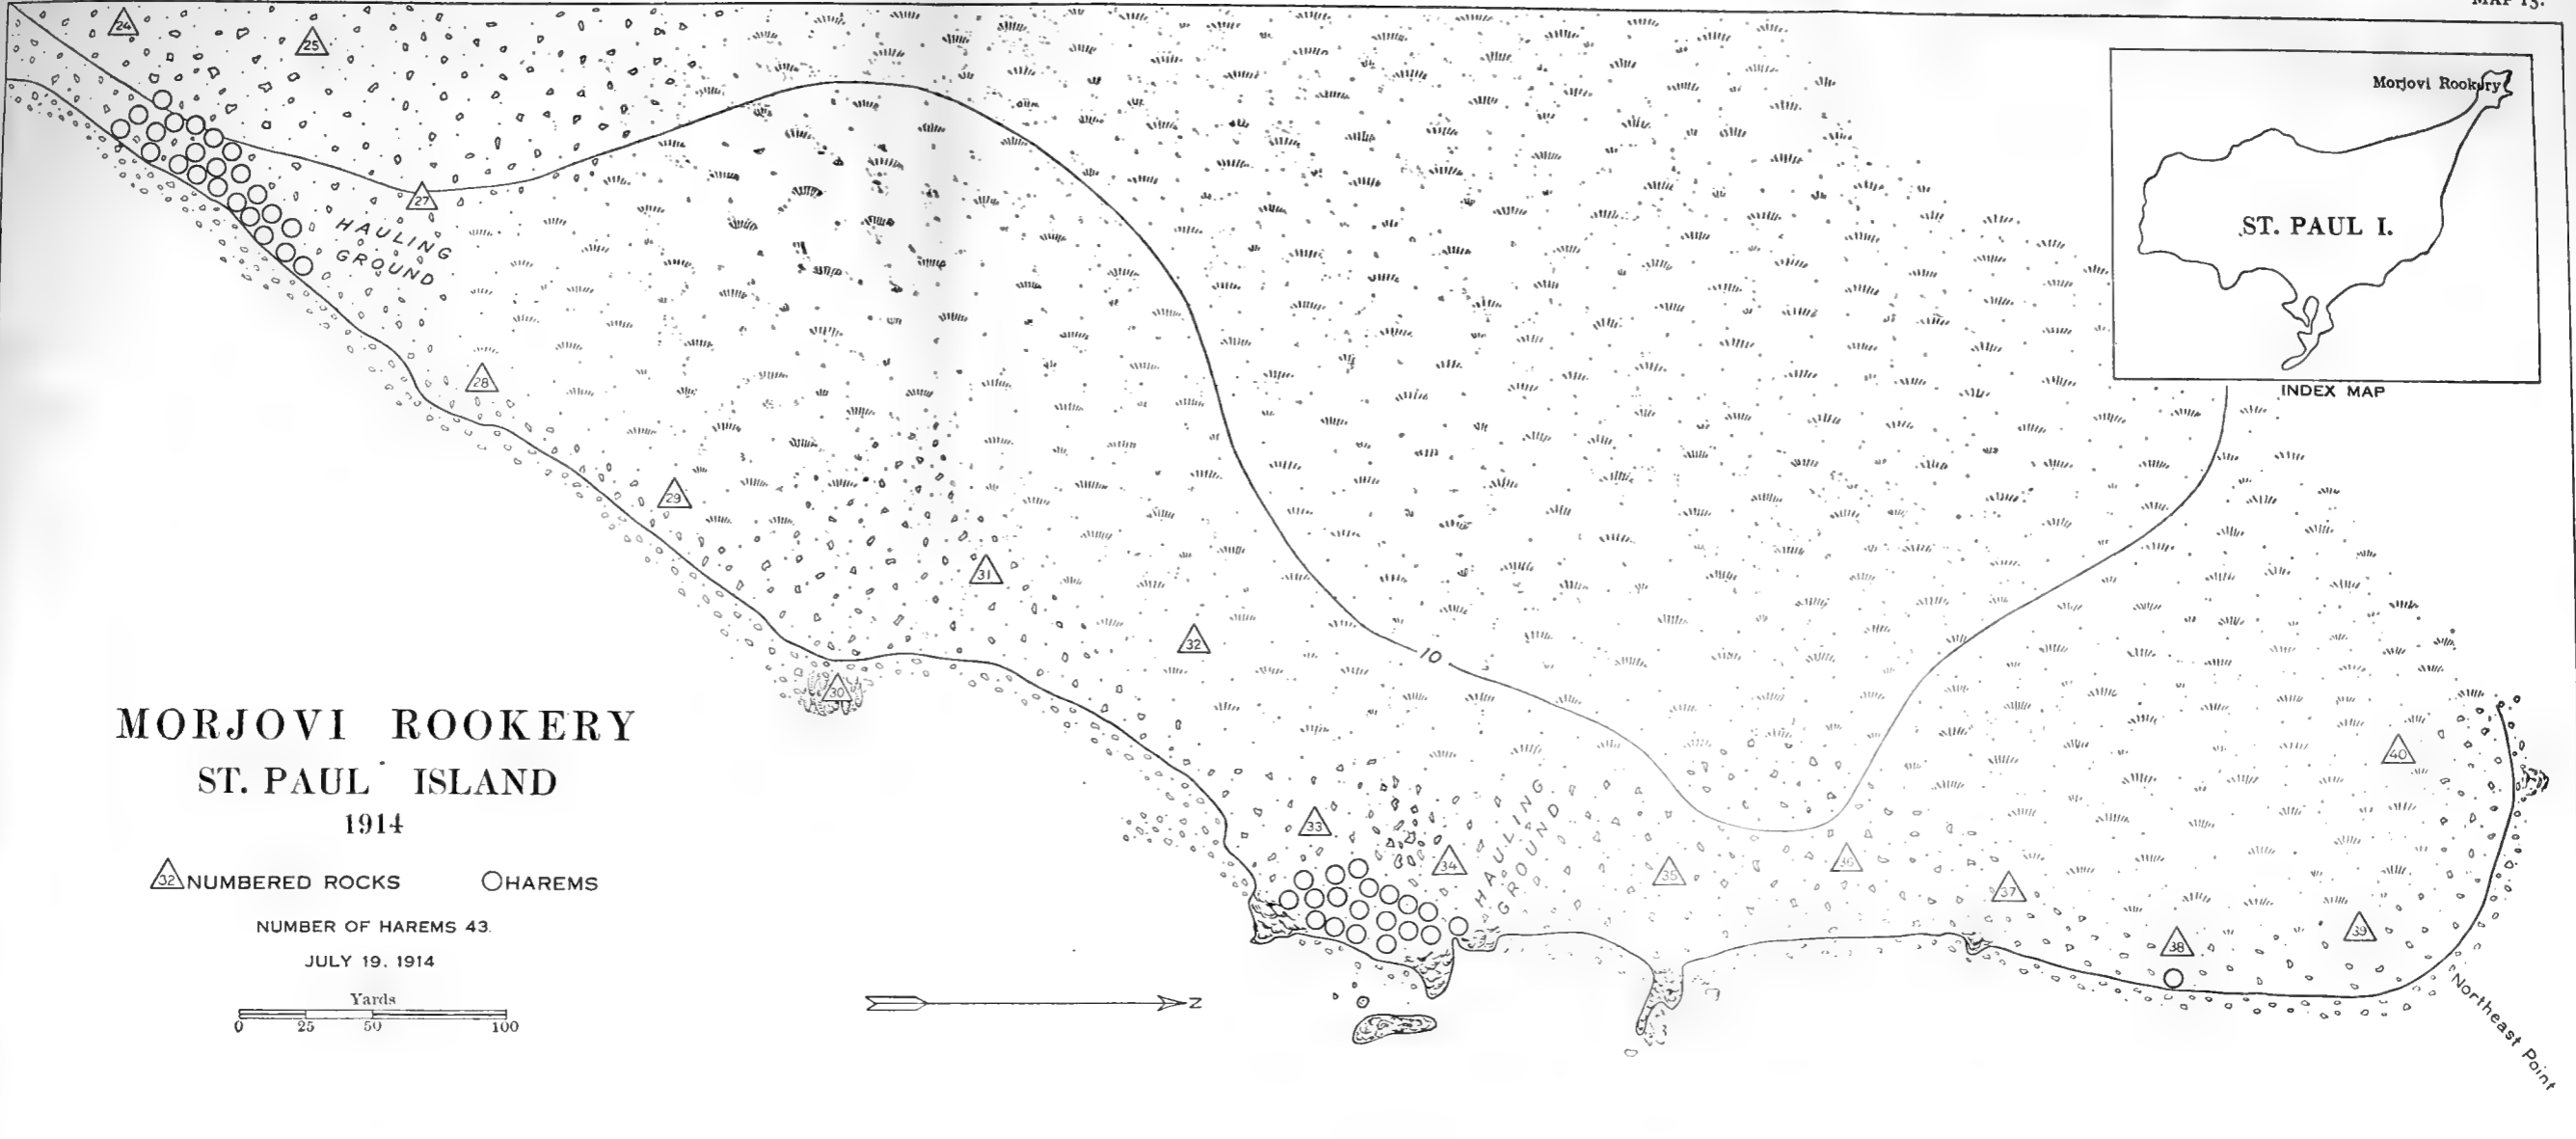 MAP 13.
24
25
27
HAULING
GROUND
28
29
30
31
32
33
34
35
36
37
38
39
40
HAULING
GROUND
10
Morjovi Rookery
ST. PAUL I.
INDEX MAP
Northeast Point
MORJOVI ROOKERY
ST. PAUL ISLAND
1914
32 NUMBERED ROCKS HAREMS
NUMBER OF HAREMS 43.
JULY 19. 1914
Yards
0 25 50 100
N